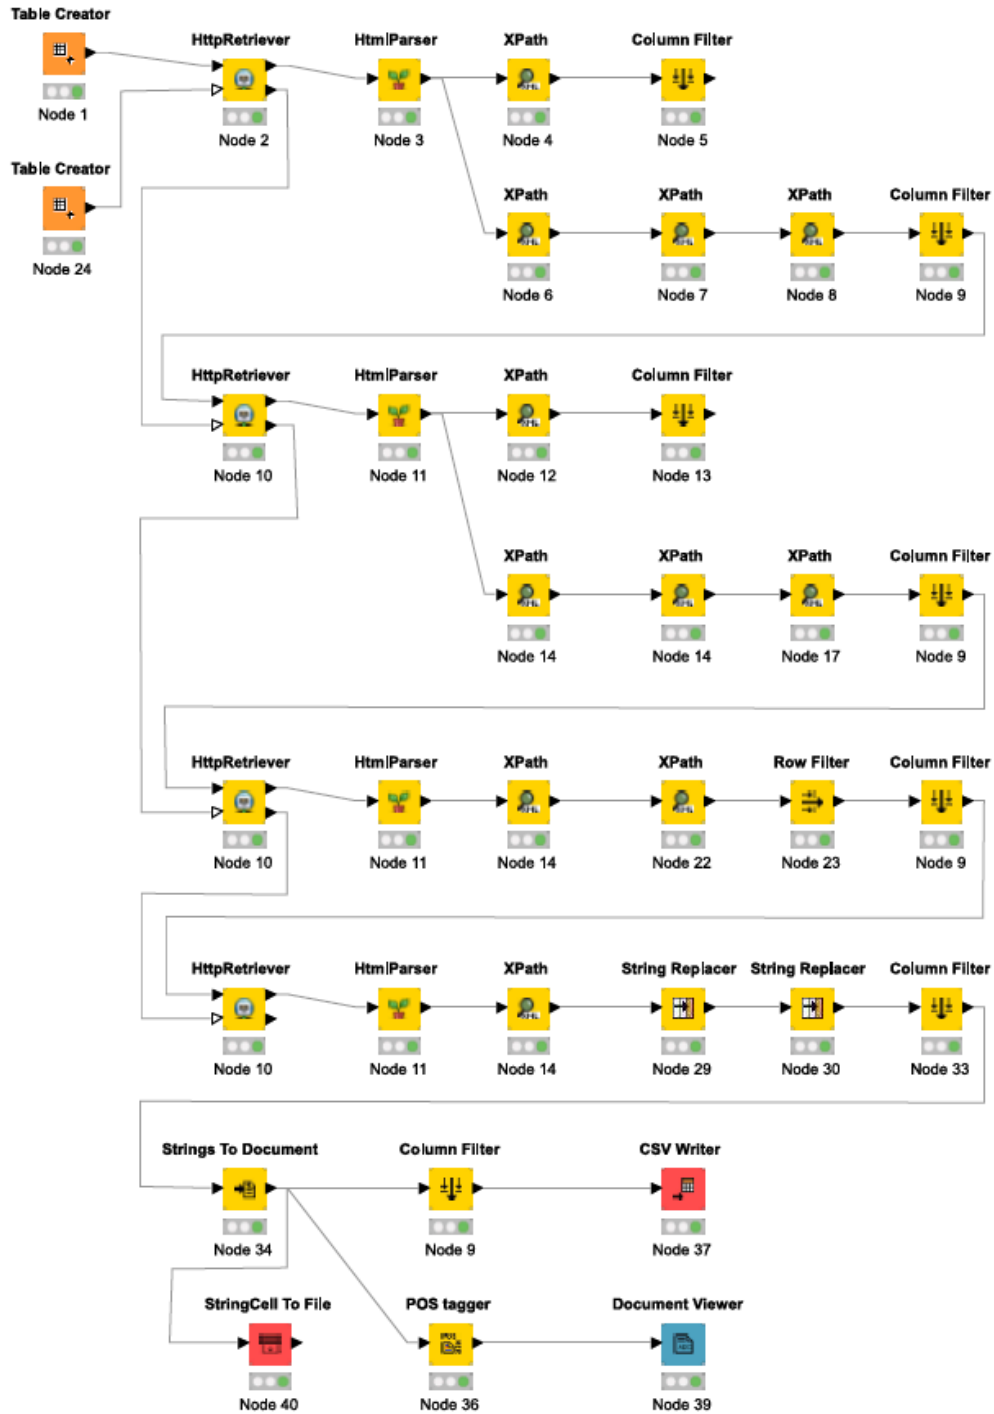 Table Creator
HttpRetriever HtmlParser XPath Column Filter
Node 1
Node 2 Node 3 Node 4 Node 5
Table Creator
XPath XPath XPath Column Filter
Node 24
Node 6 Node 7 Node 8 Node 9
HttpRetriever HtmlParser XPath Column Filter
Node 10 Node 11 Node 12 Node 13
XPath XPath XPath Column Filter
Node 14 Node 14 Node 17 Node 9
HttpRetriever HtmlParser XPath XPath Row Filter Column Filter
Node 10 Node 11 Node 14 Node 22 Node 23 Node 9
HttpRetriever HtmlParser XPath String Replacer String Replacer Column Filter
Node 10 Node 11 Node 14 Node 29 Node 30 Node 33
Strings To Document Column Filter CSV Writer
Node 34 Node 9 Node 37
StringCell To File POS tagger Document Viewer
Node 40 Node 36 Node 39